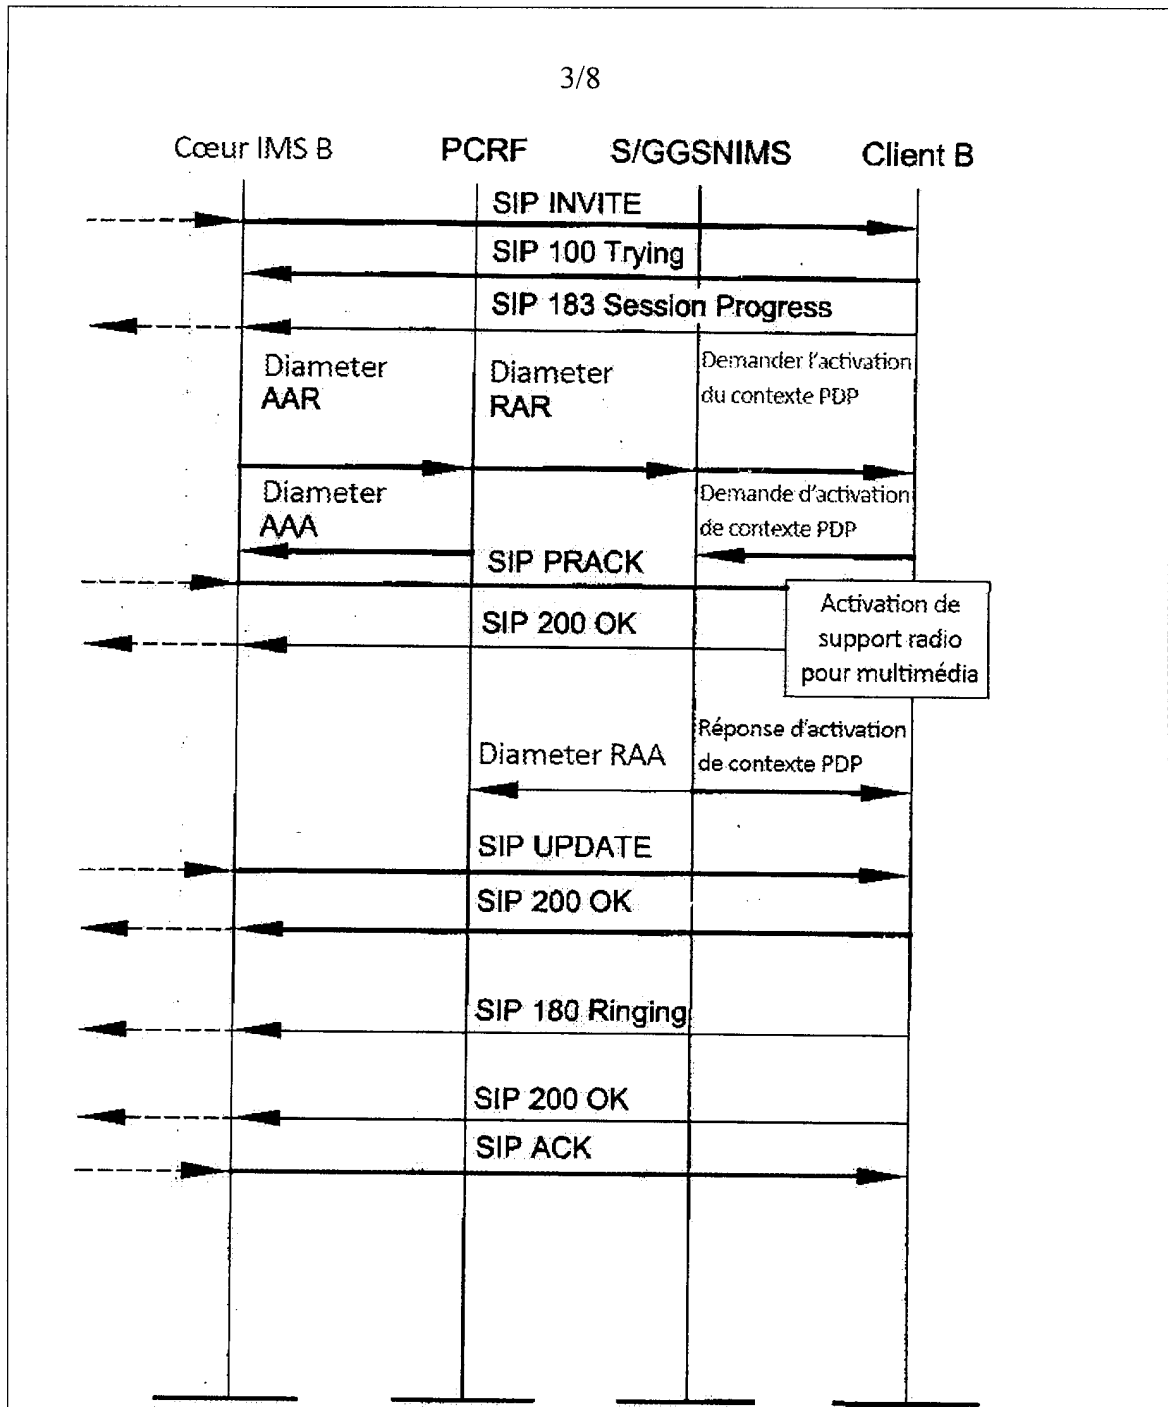 3/8
Cœur IMS B PCRF S/GGSNIMS Client B
SIP INVITE
SIP 100 Trying
SIP 183 Session Progress
Diameter
AAR
Diameter
RAR
Demander l'activation
du contexte PDP
Diameter
AAA
Demande d'activation
de contexte PDP
SIP PRACK
Activation de
support radio
pour multimédia
SIP 200 OK
Diameter RAA
Réponse d'activation
de contexte PDP
SIP UPDATE
SIP 200 OK
SIP 180 Ringing
SIP 200 OK
SIP ACK